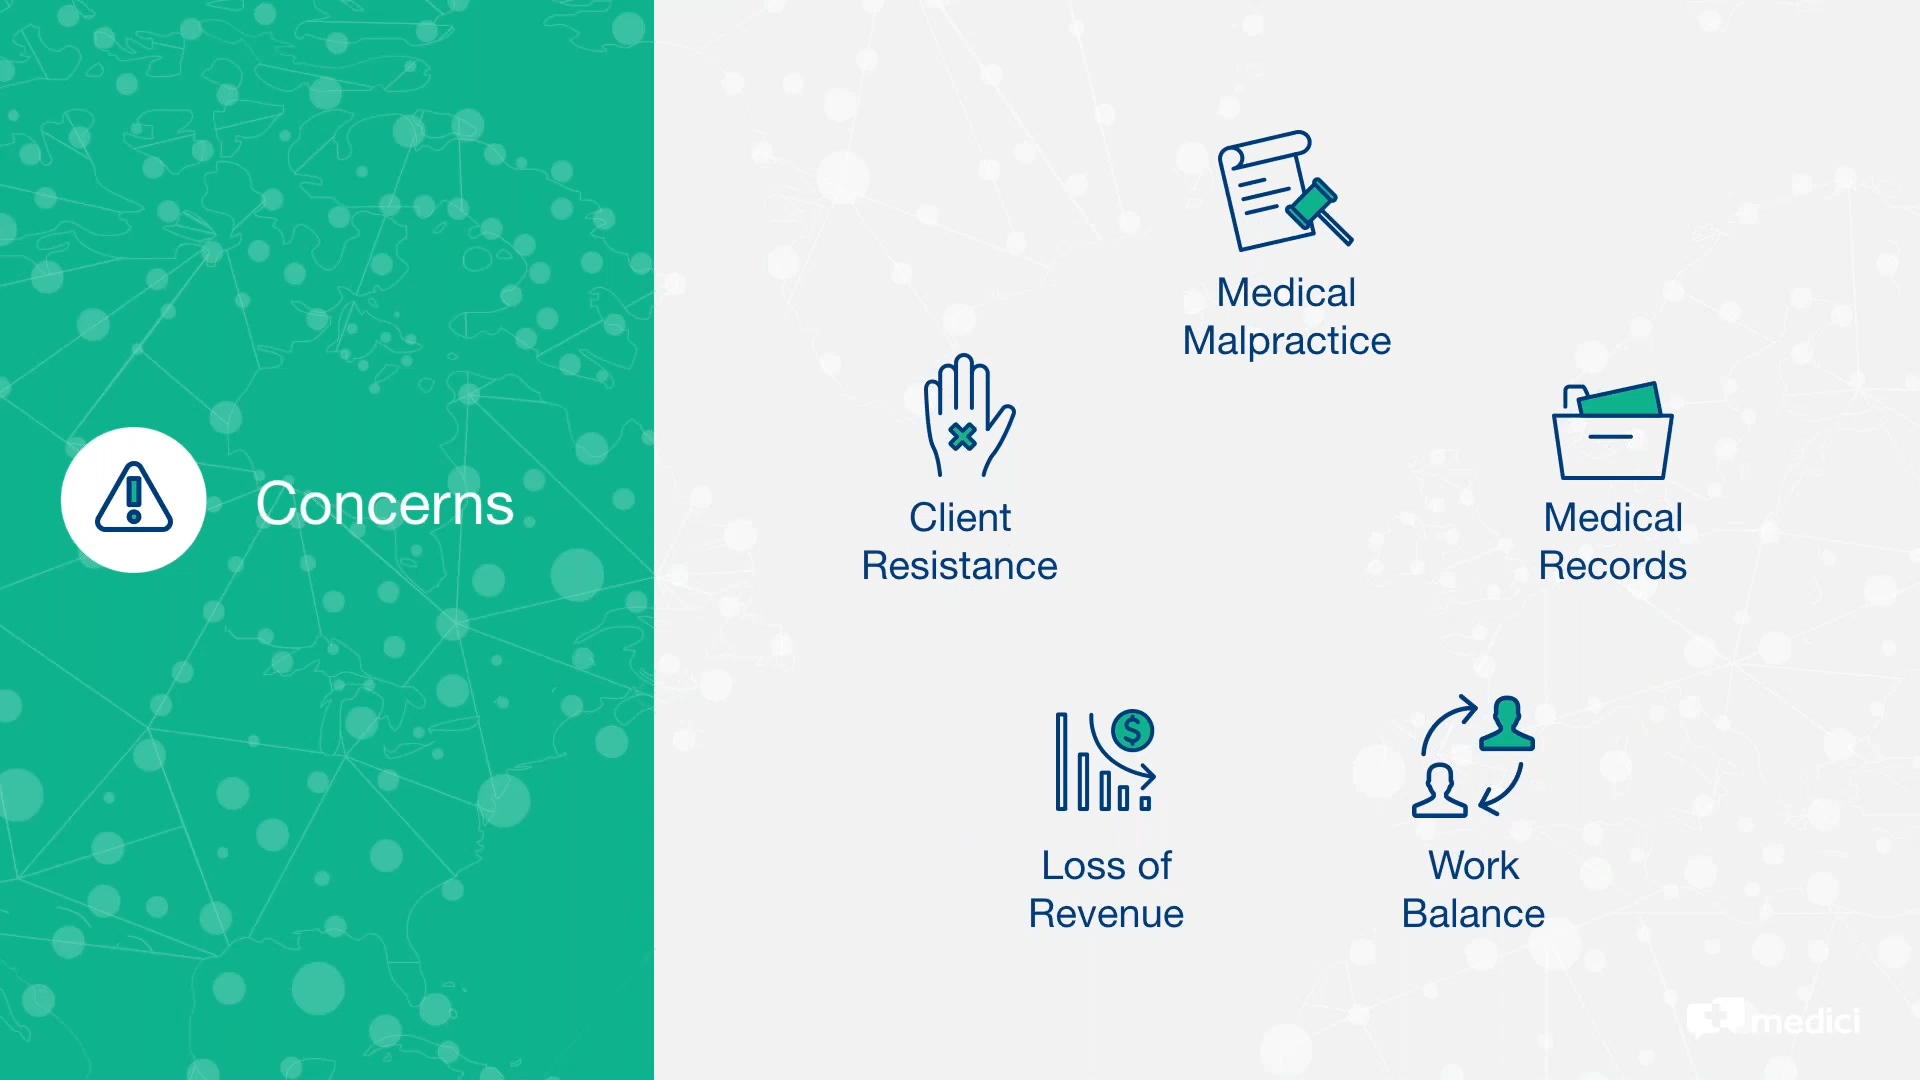 Concerns
Medical
Malpractice
Client
Resistance
Medical
Records
Loss of
Revenue
Work
Balance
medici